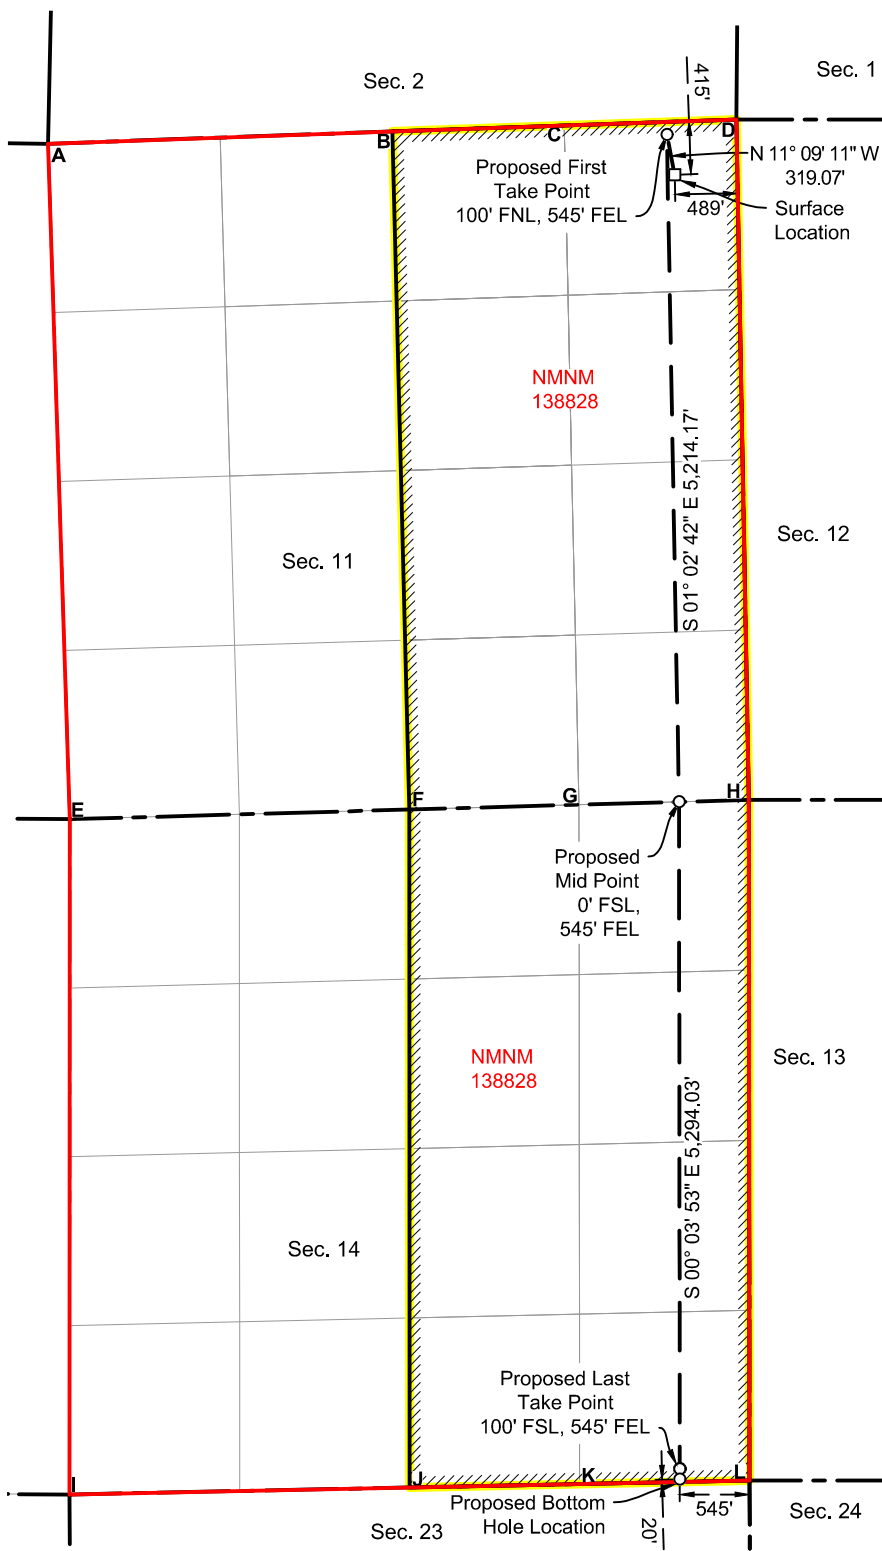 Sec. 2
Sec. 1
415'
A
B
C
D
N 11° 09' 11" W
319.07'
Proposed First
Take Point
100' FNL, 545' FEL
489'
Surface
Location
NMNM
138828
S 01° 02' 42" E 5,214.17'
Sec. 11
Sec. 12
E
F
G
H
Proposed
Mid Point
0' FSL,
545' FEL
NMNM
138828
Sec. 13
S 00° 03' 53" E 5,294.03'
Sec. 14
Proposed Last
Take Point
100' FSL, 545' FEL
I
J
K
L
Proposed Bottom
Hole Location
545'
20'
Sec. 23
Sec. 24